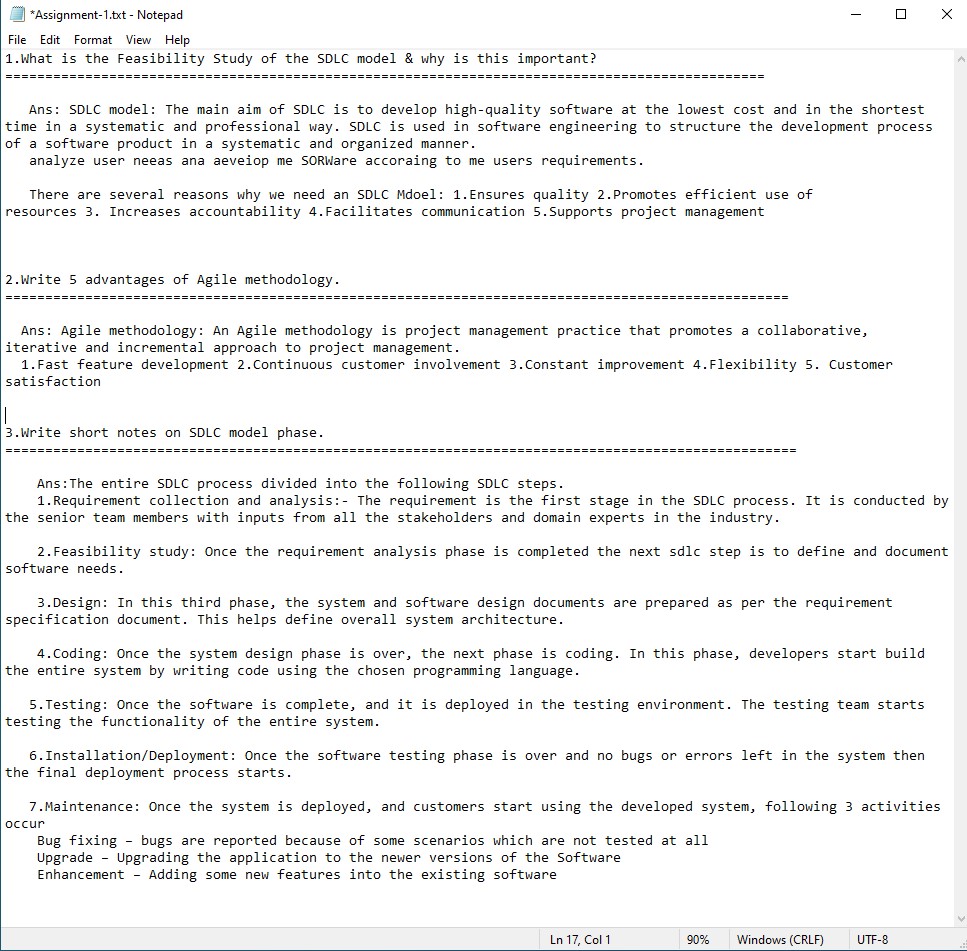 *Assignment-1.txt - Notepad
File Edit Format View Help
1.What is the Feasibility Study of the SDLC model & why is this important?
===============================================================================================
Ans: SDLC model: The main aim of SDLC is to develop high-quality software at the lowest cost and in the shortest
time in a systematic and professional way. SDLC is used in software engineering to structure the development process
of a software product in a systematic and organized manner.
analyze user neeas ana aeveiop me SORWare accoraing to me users requirements.
There are several reasons why we need an SDLC Mdoel: 1.Ensures quality 2.Promotes efficient use of
resources 3. Increases accountability 4.Facilitates communication 5.Supports project management
2.Write 5 advantages of Agile methodology.
==================================================================================================
Ans: Agile methodology: An Agile methodology is project management practice that promotes a collaborative,
iterative and incremental approach to project management.
1.Fast feature development 2.Continuous customer involvement 3.Constant improvement 4.Flexibility 5. Customer
satisfaction
3.Write short notes on SDLC model phase.
===================================================================================================
Ans:The entire SDLC process divided into the following SDLC steps.
1.Requirement collection and analysis:- The requirement is the first stage in the SDLC process. It is conducted by
the senior team members with inputs from all the stakeholders and domain experts in the industry.
2.Feasibility study: Once the requirement analysis phase is completed the next sdlc step is to define and document
software needs.
3.Design: In this third phase, the system and software design documents are prepared as per the requirement
specification document. This helps define overall system architecture.
4.Coding: Once the system design phase is over, the next phase is coding. In this phase, developers start build
the entire system by writing code using the chosen programming language.
5.Testing: Once the software is complete, and it is deployed in the testing environment. The testing team starts
testing the functionality of the entire system.
6.Installation/Deployment: Once the software testing phase is over and no bugs or errors left in the system then
the final deployment process starts.
7.Maintenance: Once the system is deployed, and customers start using the developed system, following 3 activities
occur
Bug fixing – bugs are reported because of some scenarios which are not tested at all
Upgrade – Upgrading the application to the newer versions of the Software
Enhancement – Adding some new features into the existing software
Ln 17, Col 1 90% Windows (CRLF) UTF-8